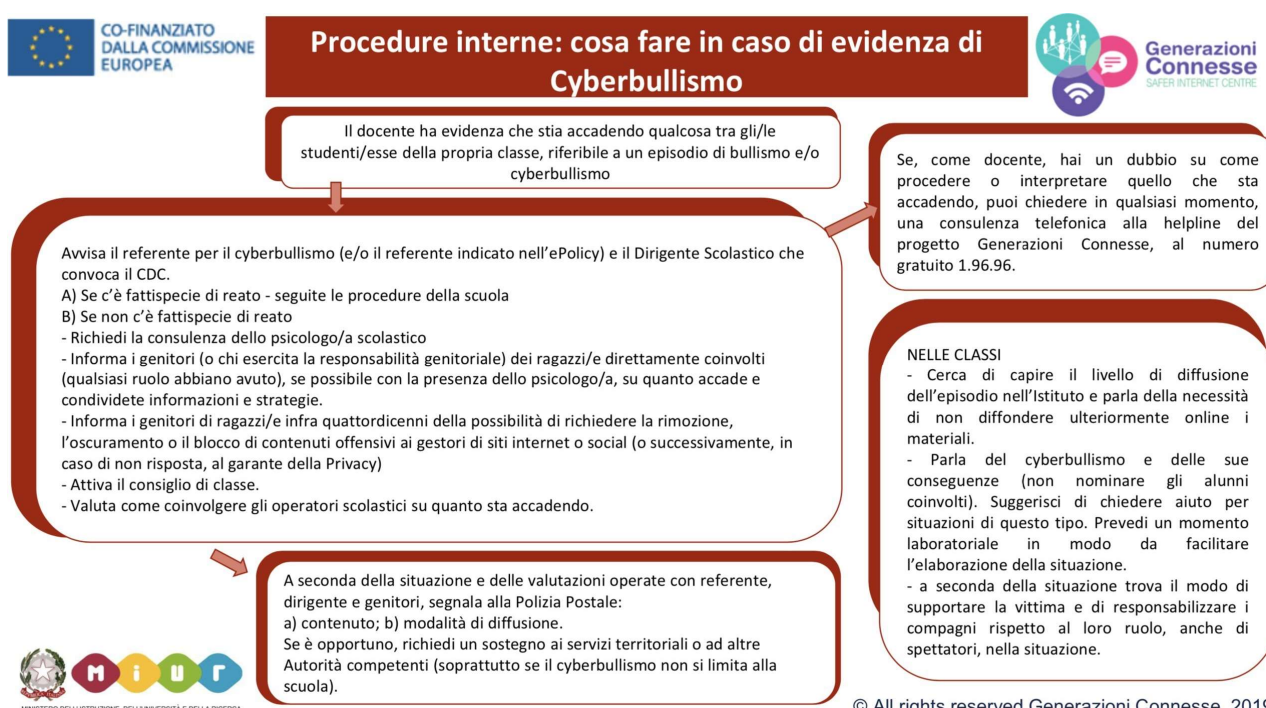 CO-FINANZIATO
DALLA COMMISSIONE
EUROPEA
Procedure interne: cosa fare in caso di evidenza di
Cyberbullismo
Generazioni
Connesse
SAFER INTERNET CENTRE
Il docente ha evidenza che stia accadendo qualcosa tra gli/le
studenti/esse della propria classe, riferibile a un episodio di bullismo e/o
cyberbullismo
Se, come docente, hai un dubbio su come
procedere o interpretare quello che sta
accadendo, puoi chiedere in qualsiasi momento,
una consulenza telefonica alla helpline del
progetto Generazioni Connesse, al numero
gratuito 1.96.96.
Avvisa il referente per il cyberbullismo (e/o il referente indicato nell’ePolicy) e il Dirigente Scolastico che
convoca il CDC.
A) Se c’è fattispecie di reato - seguite le procedure della scuola
B) Se non c’è fattispecie di reato
- Richiedi la consulenza dello psicologo/a scolastico
- Informa i genitori (o chi esercita la responsabilità genitoriale) dei ragazzi/e direttamente coinvolti
(qualsiasi ruolo abbiano avuto), se possibile con la presenza dello psicologo/a, su quanto accade e
condividete informazioni e strategie.
- Informa i genitori di ragazzi/e infra quattordicenni della possibilità di richiedere la rimozione,
l’oscuramento o il blocco di contenuti offensivi ai gestori di siti internet o social (o successivamente, in
caso di non risposta, al garante della Privacy)
- Attiva il consiglio di classe.
- Valuta come coinvolgere gli operatori scolastici su quanto sta accadendo.
NELLE CLASSI
- Cerca di capire il livello di diffusione
dell’episodio nell’Istituto e parla della necessità
di non diffondere ulteriormente online i
materiali.
- Parla del cyberbullismo e delle sue
conseguenze (non nominare gli alunni
coinvolti). Suggerisci di chiedere aiuto per
situazioni di questo tipo. Prevedi un momento
laboratoriale in modo da facilitare
l’elaborazione della situazione.
- a seconda della situazione trova il modo di
supportare la vittima e di responsabilizzare i
compagni rispetto al loro ruolo, anche di
spettatori, nella situazione.
A seconda della situazione e delle valutazioni operate con referente,
dirigente e genitori, segnala alla Polizia Postale:
a) contenuto; b) modalità di diffusione.
Se è opportuno, richiedi un sostegno ai servizi territoriali o ad altre
Autorità competenti (soprattutto se il cyberbullismo non si limita alla
scuola).
miur
MINISTERO DELL'ISTRUZIONE, DELL'UNIVERSITÀ E DELLA RICERCA
© All rights reserved Generazioni Connesse, 2019